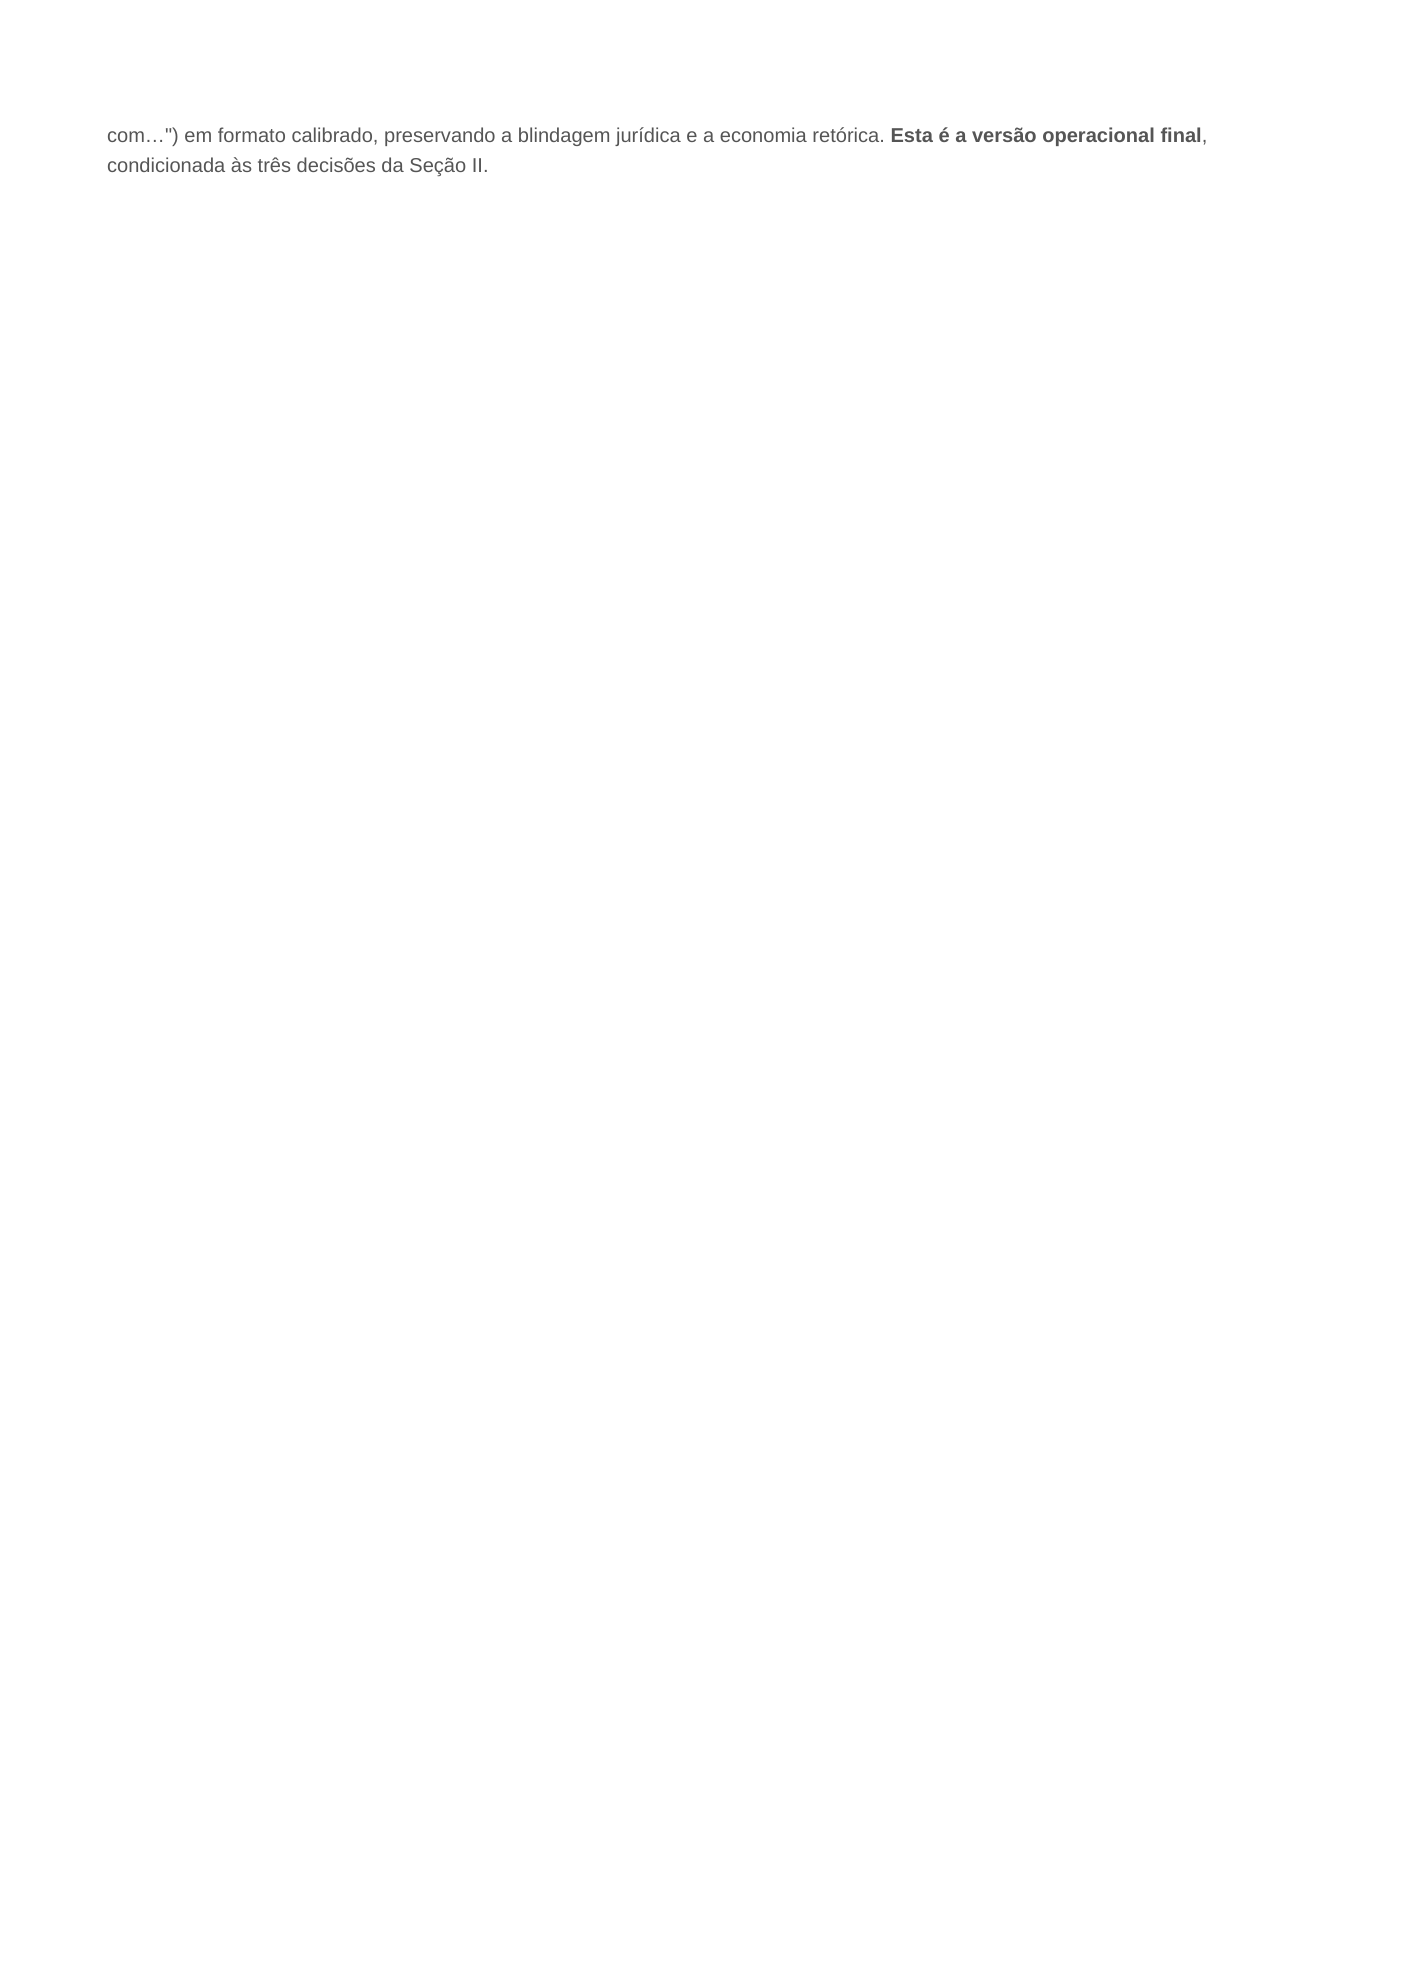 com…") em formato calibrado, preservando a blindagem jurídica e a economia retórica. Esta é a versão operacional final,
condicionada às três decisões da Seção II.